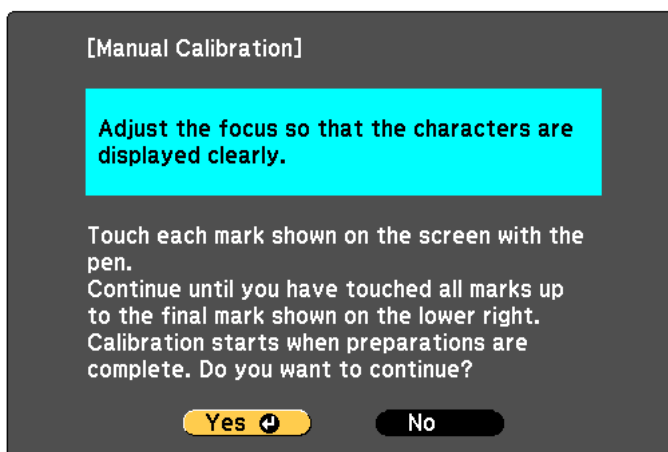 [Manual Calibration]
Adjust the focus so that the characters are
displayed clearly.
Touch each mark shown on the screen with the
pen.
Continue until you have touched all marks up
to the final mark shown on the lower right.
Calibration starts when preparations are
complete. Do you want to continue?
Yes No